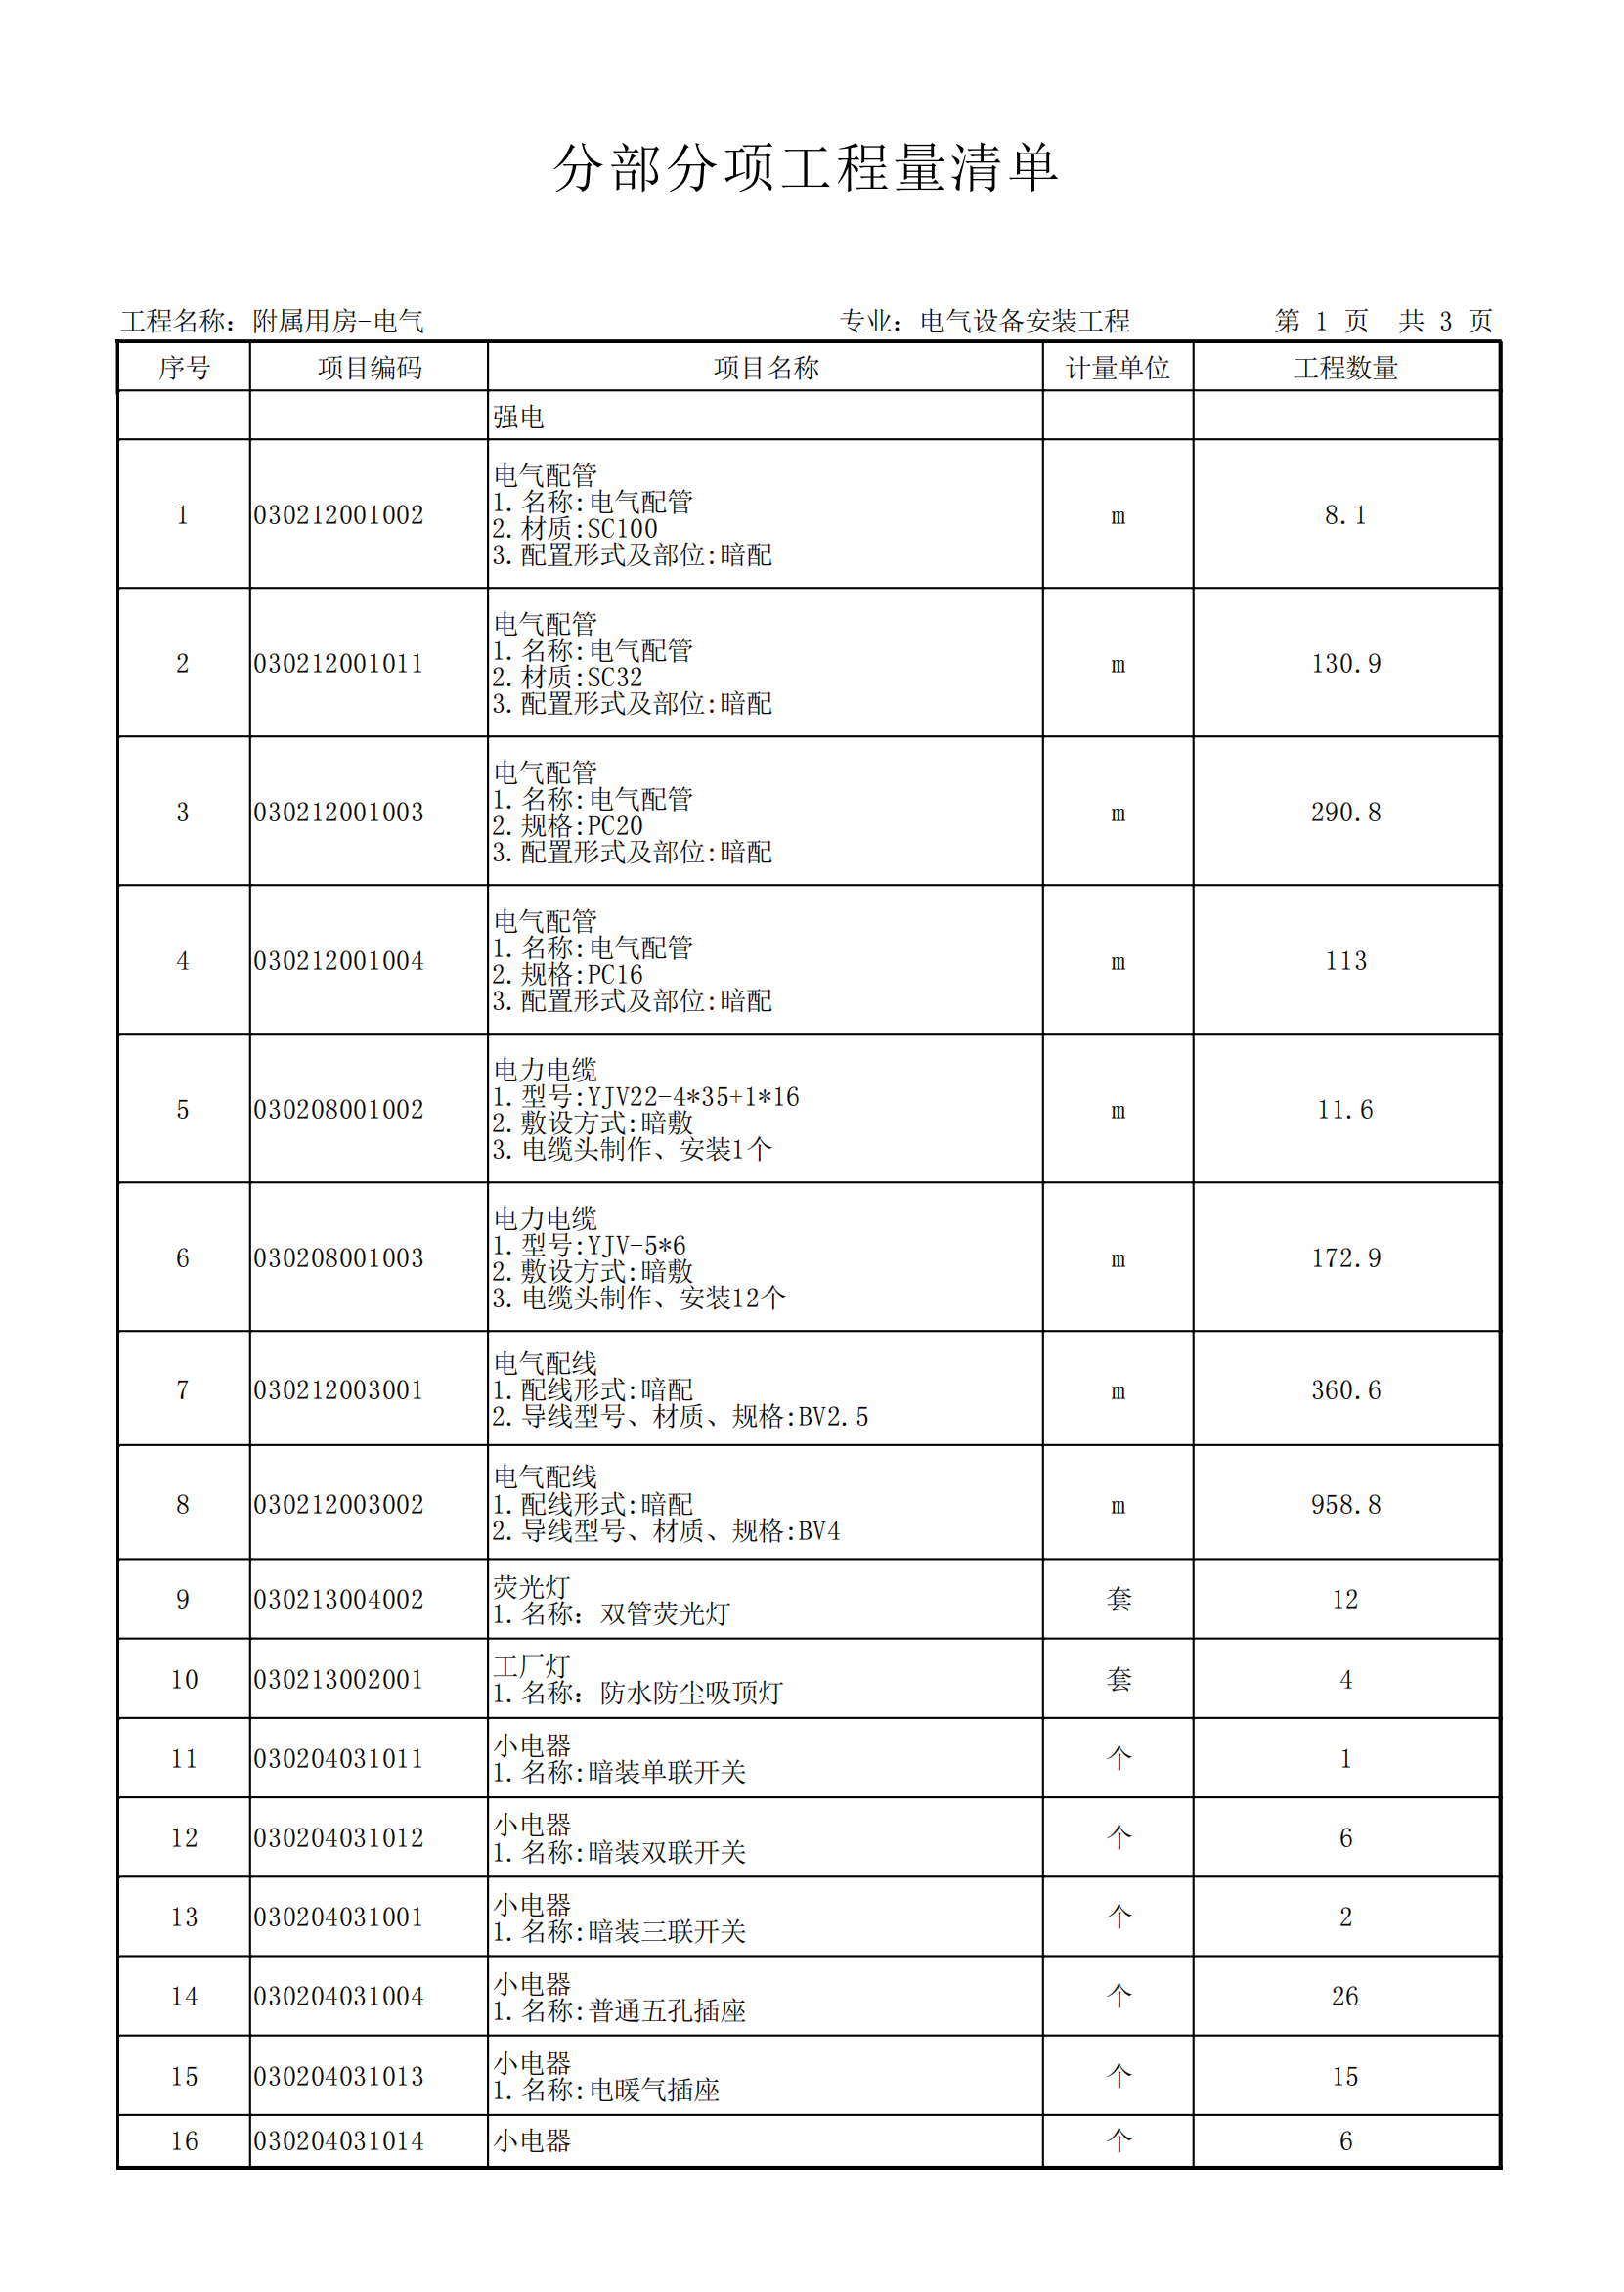 分部分项工程量清单
工程名称：附属用房-电气 专业：电气设备安装工程 第 1 页 共 3 页
序号 项目编码 项目名称 计量单位 工程数量
强电
电气配管
1.名称:电气配管
2.材质:SC100
3.配置形式及部位:暗配
1 030212001002 m 8.1
电气配管
1.名称:电气配管
2.材质:SC32
3.配置形式及部位:暗配
2 030212001011 m 130.9
电气配管
1.名称:电气配管
2.规格:PC20
3.配置形式及部位:暗配
3 030212001003 m 290.8
电气配管
1.名称:电气配管
2.规格:PC16
3.配置形式及部位:暗配
4 030212001004 m 113
电力电缆
1.型号:YJV22-4*35+1*16
2.敷设方式:暗敷
3.电缆头制作、安装1个
5 030208001002 m 11.6
电力电缆
1.型号:YJV-5*6
2.敷设方式:暗敷
3.电缆头制作、安装12个
6 030208001003 m 172.9
电气配线
1.配线形式:暗配
2.导线型号、材质、规格:BV2.5
7 030212003001 m 360.6
电气配线
1.配线形式:暗配
2.导线型号、材质、规格:BV4
8 030212003002 m 958.8
荧光灯
1.名称：双管荧光灯
9 030213004002 套 12
工厂灯
1.名称：防水防尘吸顶灯
10 030213002001 套 4
小电器
1.名称:暗装单联开关
11 030204031011 个 1
小电器
1.名称:暗装双联开关
12 030204031012 个 6
小电器
1.名称:暗装三联开关
13 030204031001 个 2
小电器
1.名称:普通五孔插座
14 030204031004 个 26
小电器
1.名称:电暖气插座
15 030204031013 个 15
16 030204031014 小电器 个 6